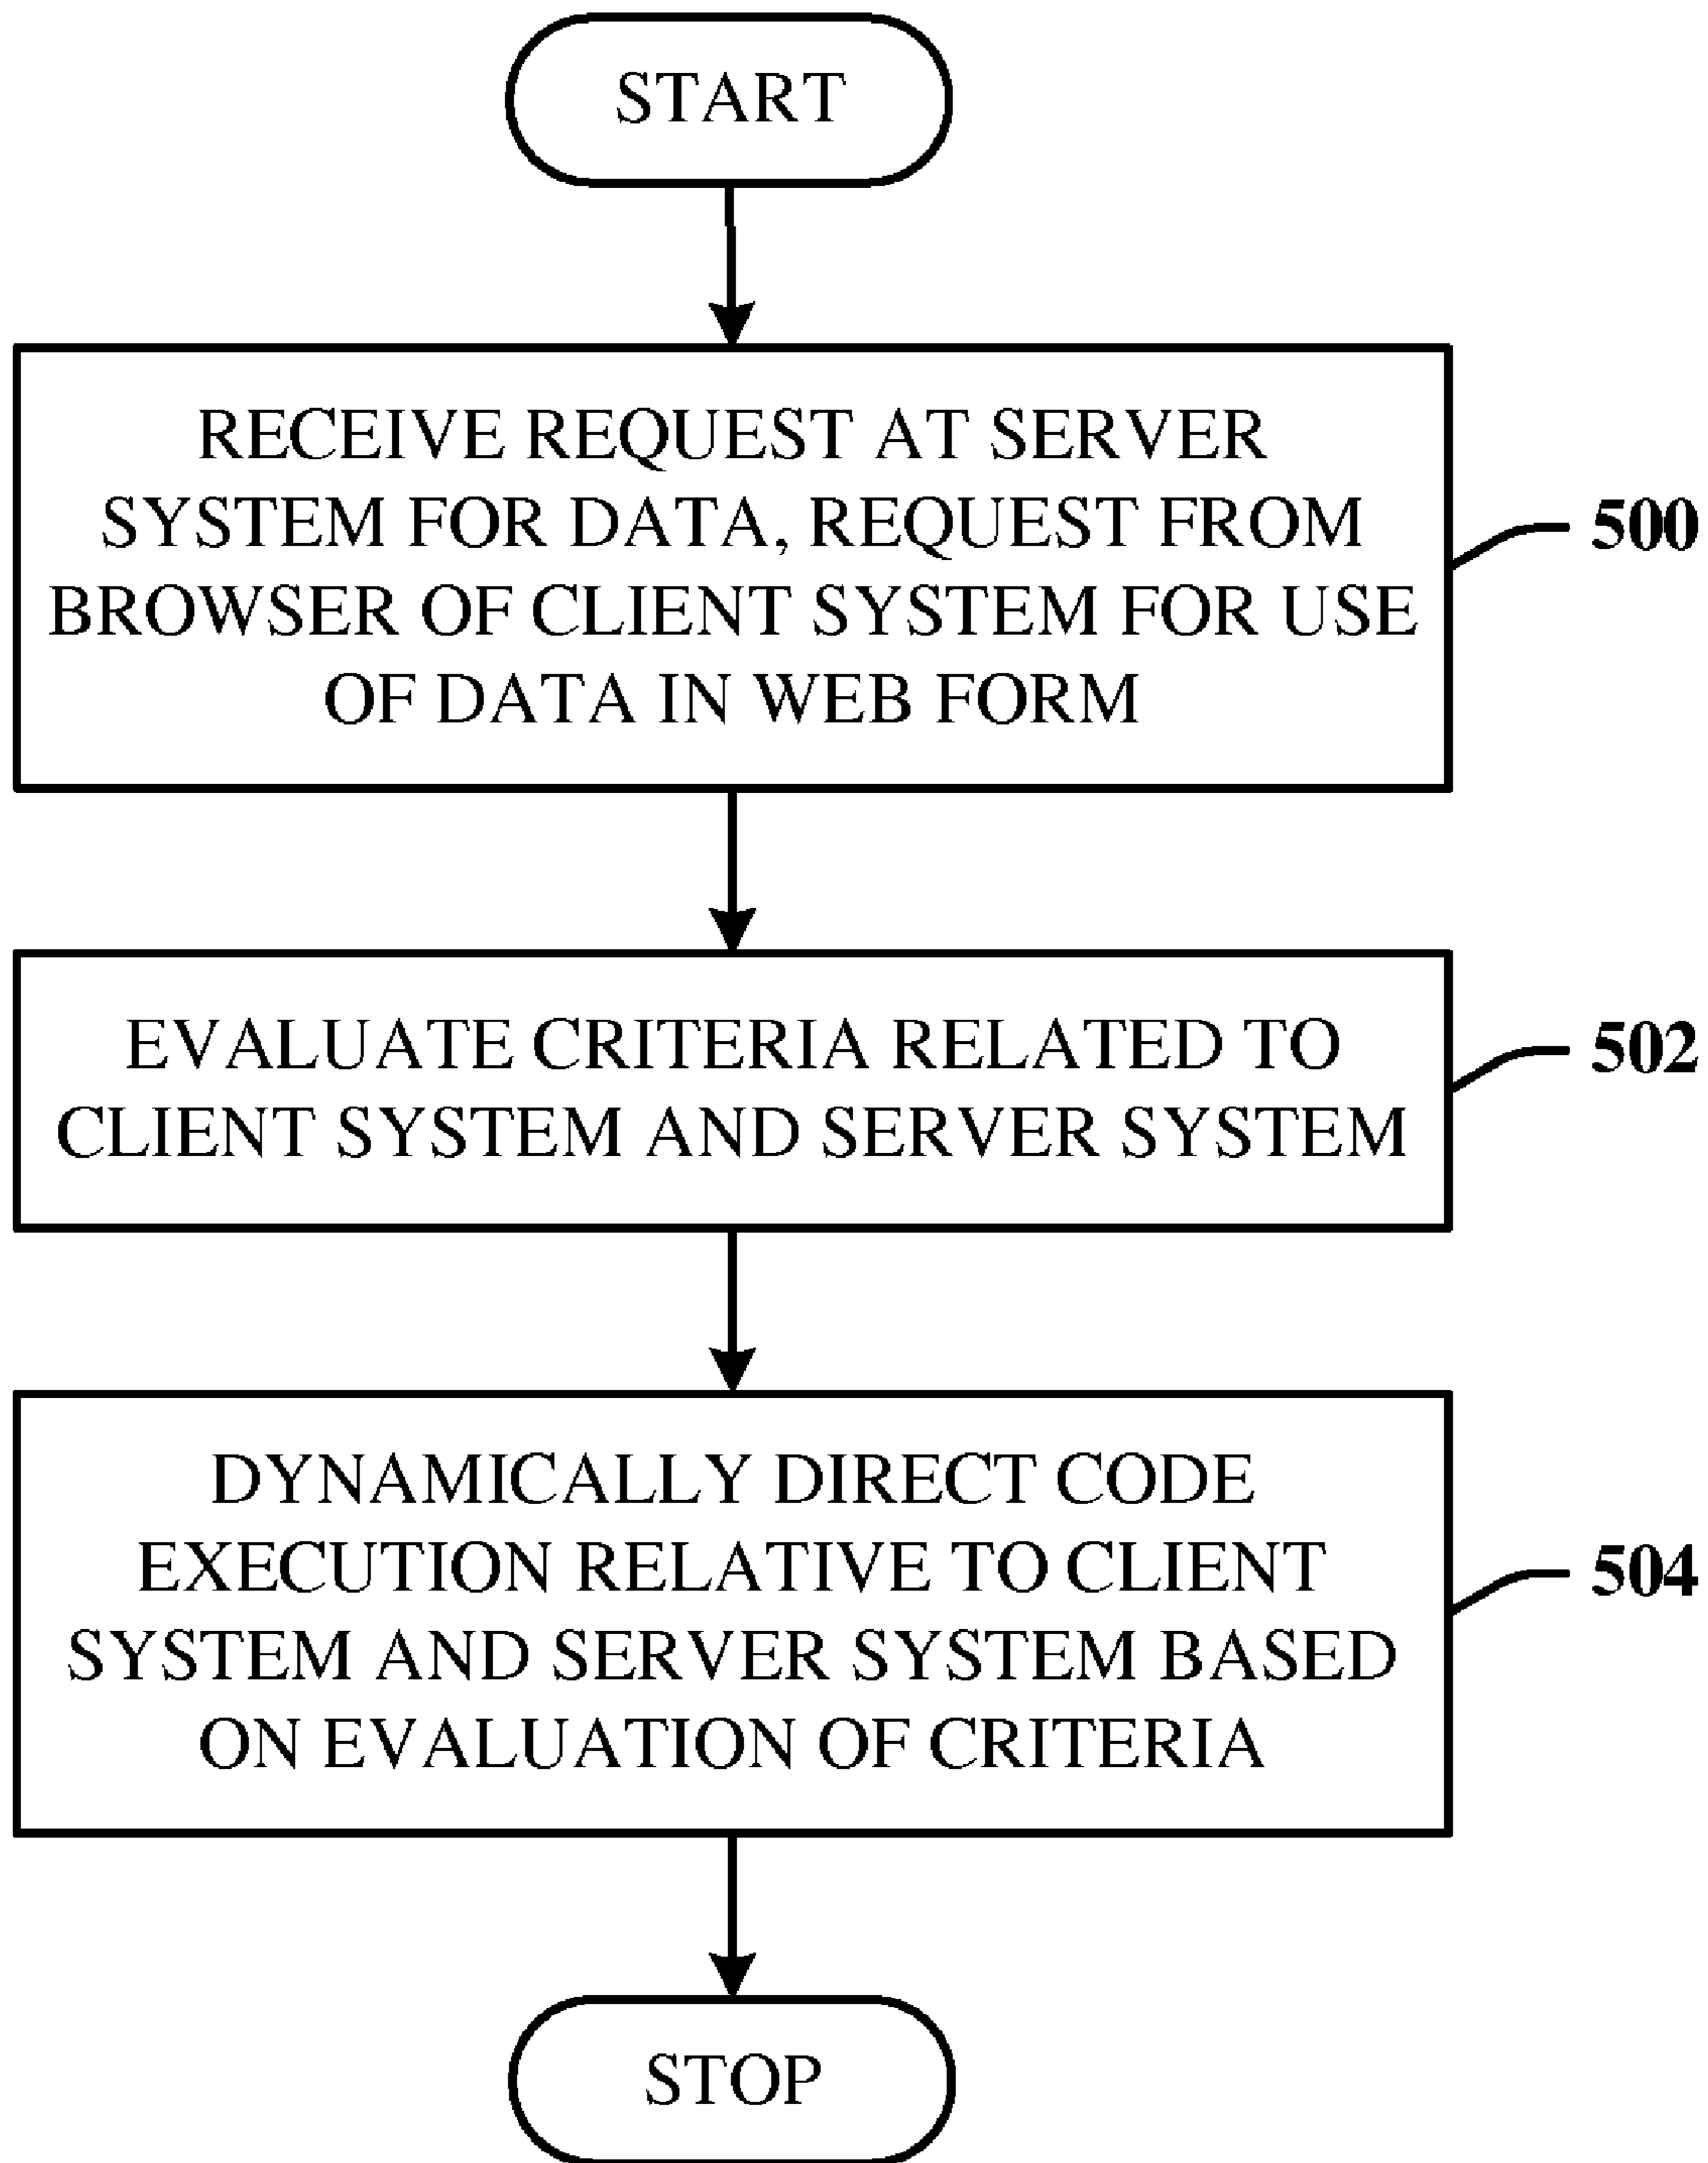 START
RECEIVE REQUEST AT SERVER
SYSTEM FOR DATA, REQUEST FROM
BROWSER OF CLIENT SYSTEM FOR USE
OF DATA IN WEB FORM
500
EVALUATE CRITERIA RELATED TO
CLIENT SYSTEM AND SERVER SYSTEM
502
DYNAMICALLY DIRECT CODE
EXECUTION RELATIVE TO CLIENT
SYSTEM AND SERVER SYSTEM BASED
ON EVALUATION OF CRITERIA
504
STOP